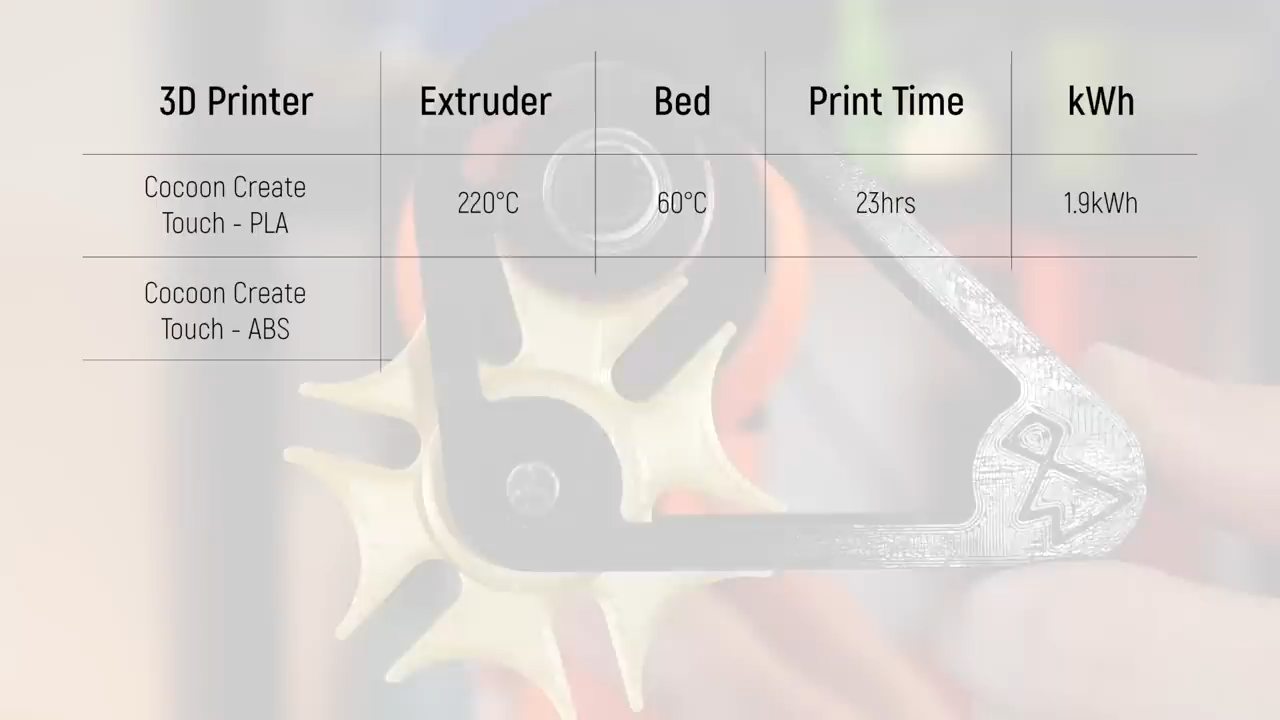 3D Printer Extruder Bed Print Time kWh
Cocoon Create
Touch - PLA 220°C 60°C 23hrs 1.9kWh
Cocoon Create
Touch - ABS